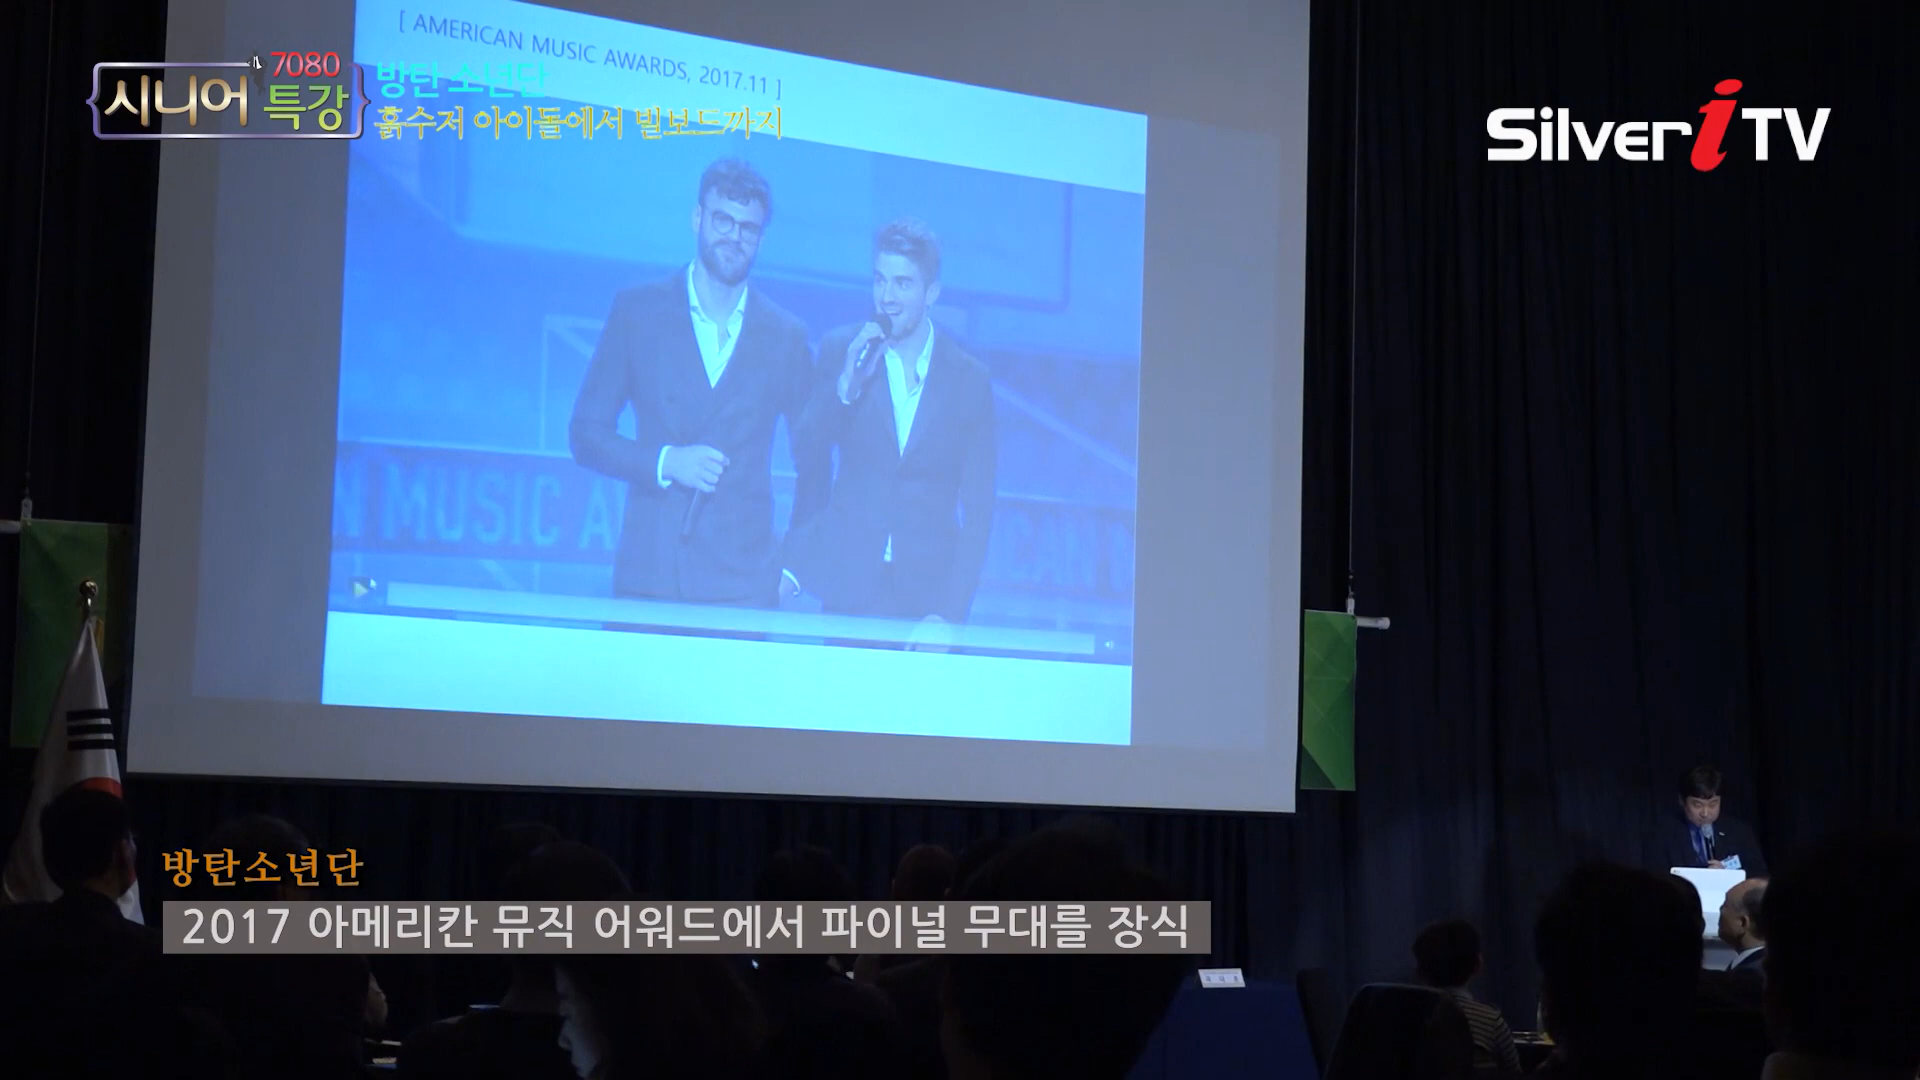 [ AMERICAN MUSIC AWARDS, 2017.11 ]
시니어 7080 특강
방탄 소년단
흙수저 아이돌에서 빌보드까지
Silver i TV
N MUSIC A
ICAN
방탄소년단
2017 아메리칸 뮤직 어워드에서 파이널 무대를 장식